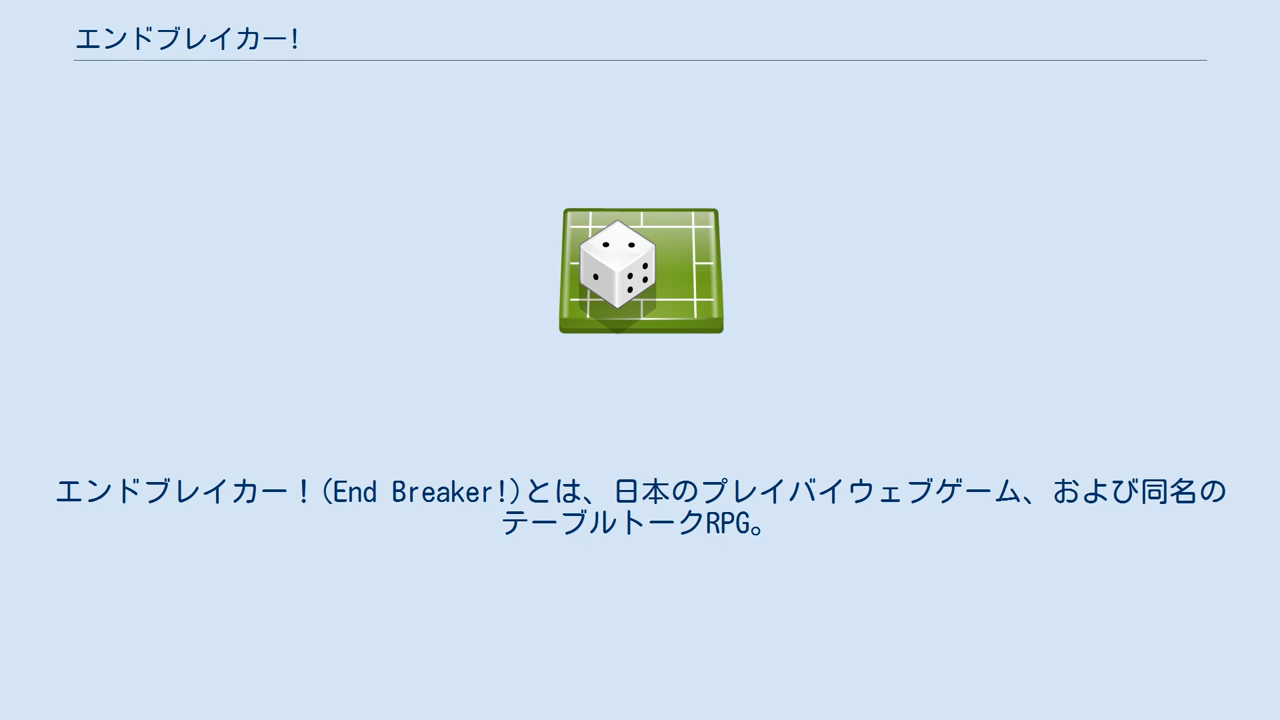 エンドブレイカー!
エンドブレイカー！(End Breaker!)とは、日本のプレイバイウェブゲーム、および同名の
テーブルトークRPG。